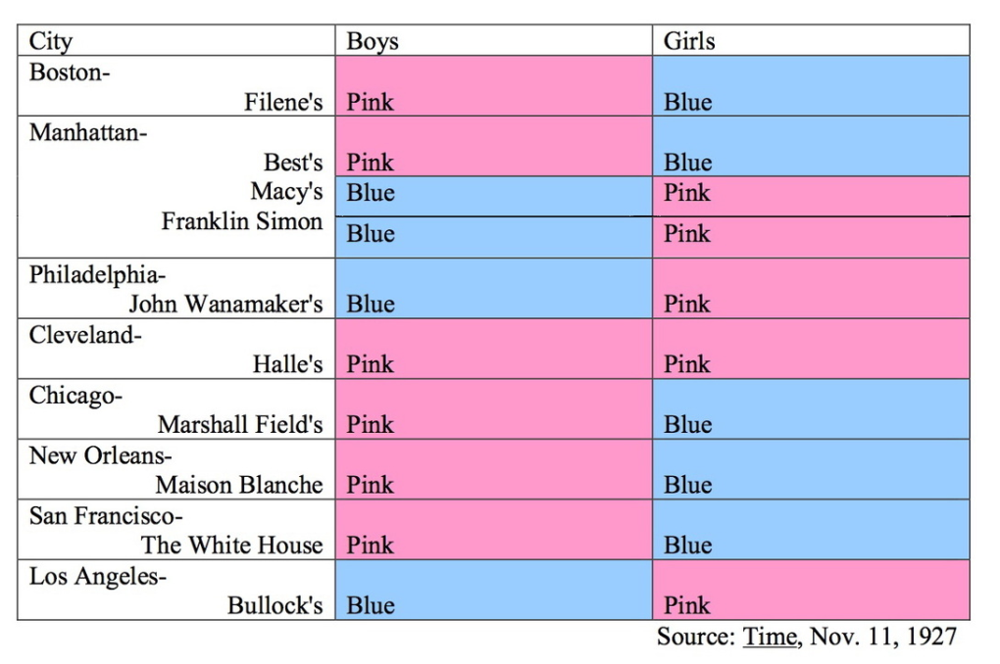 City Boys Girls
Boston-
Filene's Pink Blue
Manhattan-
Best's Pink Blue
Macy's Blue Pink
Franklin Simon Blue Pink
Philadelphia-
John Wanamaker's Blue Pink
Cleveland-
Halle's Pink Pink
Chicago-
Marshall Field's Pink Blue
New Orleans-
Maison Blanche Pink Blue
San Francisco-
The White House Pink Blue
Los Angeles-
Bullock's Blue Pink
Source: Time, Nov. 11, 1927